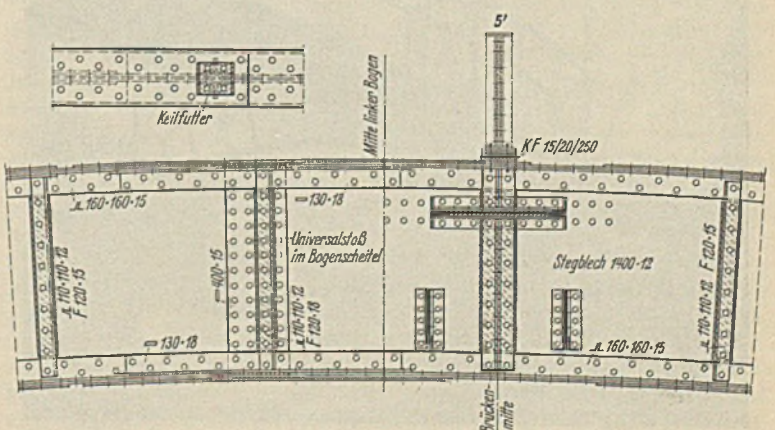 5'
Keilfutter
Mitte linker Bogen
KF 15/20/250
⅃L 160·160·15
130·18
Universalstoß
im Bogenscheitel
Stegblech 1400·12
⅃L 110·110·12
F 120·15
400·15
⅃L 110·110·12
F 120·18
⅃L 110·110·12 F 120·15
130·18
⅃L 160·160·15
Brücken-
mitte